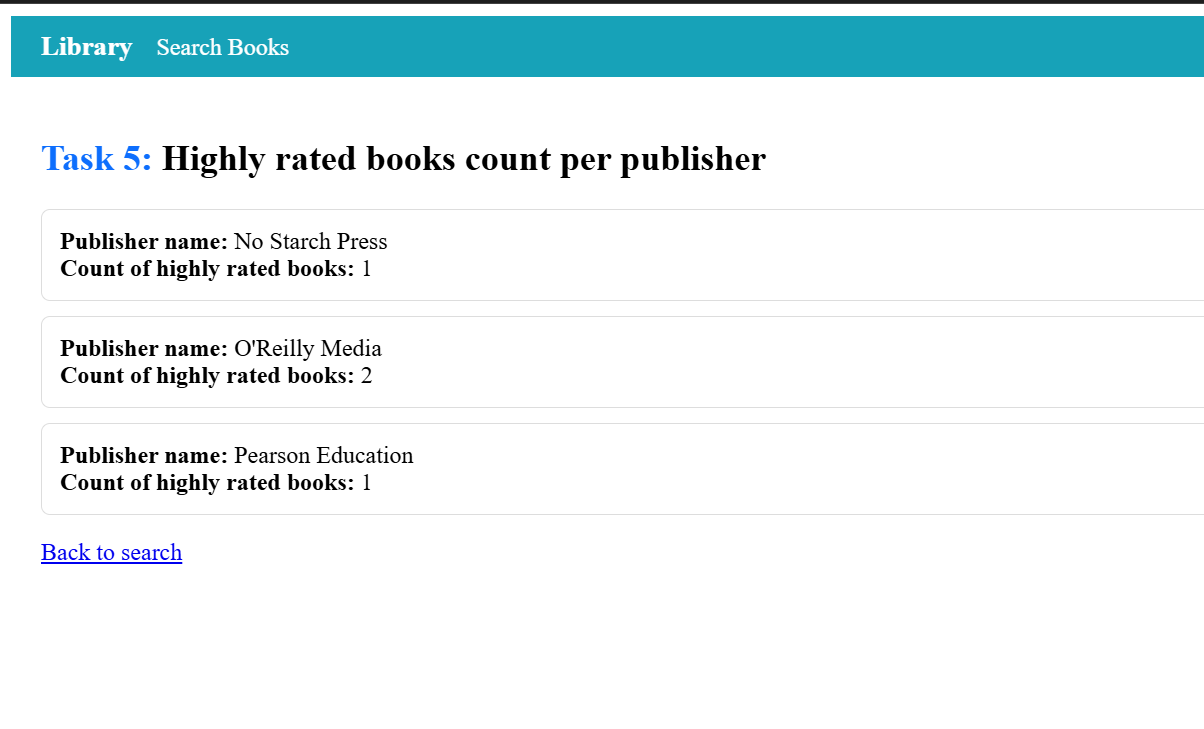 Library Search Books
Task 5: Highly rated books count per publisher
Publisher name: No Starch Press
Count of highly rated books: 1
Publisher name: O'Reilly Media
Count of highly rated books: 2
Publisher name: Pearson Education
Count of highly rated books: 1
Back to search